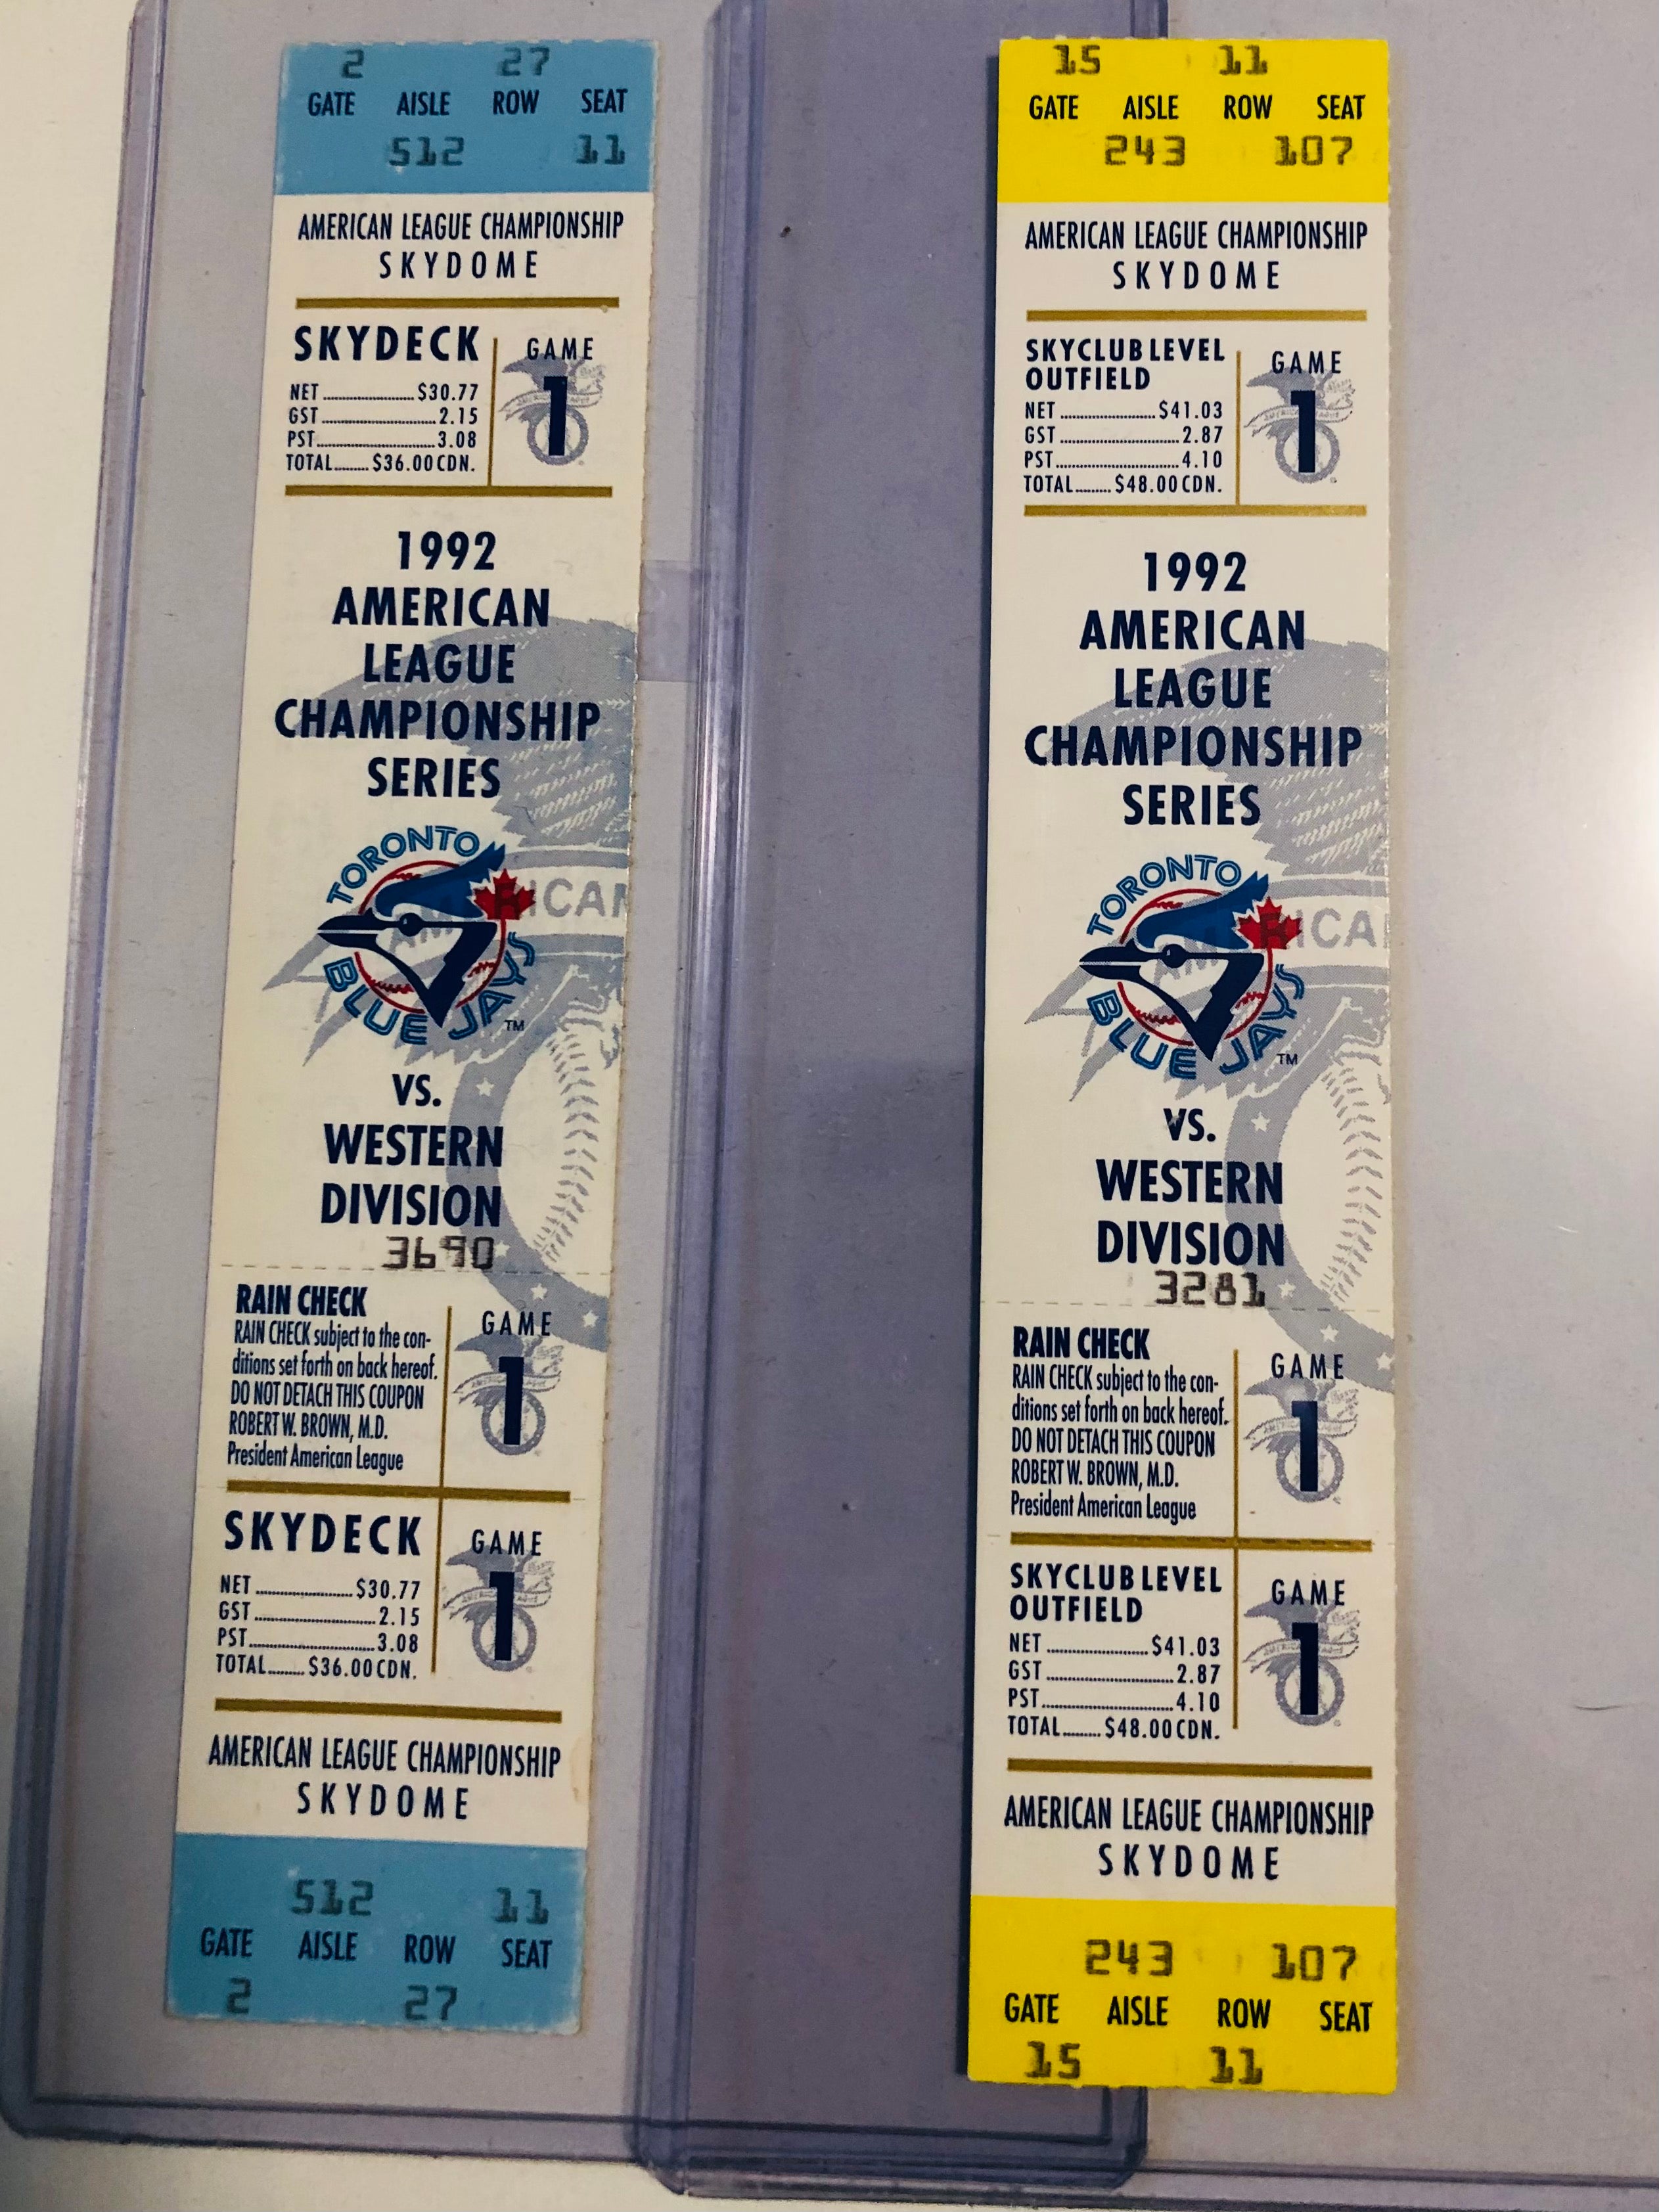 2 27
GATE AISLE ROW SEAT
512 11
AMERICAN LEAGUE CHAMPIONSHIP
SKYDOME
SKYDECK
NET $30.77
GST 2.15
PST 3.08
TOTAL $36.00 CDN.
GAME
1
1992
AMERICAN
LEAGUE
CHAMPIONSHIP
SERIES
TORONTO
BLUE JAYS
TM
VS.
WESTERN
DIVISION
3690
RAIN CHECK
RAIN CHECK subject to the con-
ditions set forth on back hereof.
DO NOT DETACH THIS COUPON
ROBERT W. BROWN, M.D.
President American League
GAME
1
SKYDECK
NET $30.77
GST 2.15
PST 3.08
TOTAL $36.00 CDN.
GAME
1
AMERICAN LEAGUE CHAMPIONSHIP
SKYDOME
512 11
GATE AISLE ROW SEAT
2 27
15 11
GATE AISLE ROW SEAT
243 107
AMERICAN LEAGUE CHAMPIONSHIP
SKYDOME
SKYCLUB LEVEL
OUTFIELD
NET $41.03
GST 2.87
PST 4.10
TOTAL $48.00 CDN.
GAME
1
1992
AMERICAN
LEAGUE
CHAMPIONSHIP
SERIES
TORONTO
BLUE JAYS
TM
VS.
WESTERN
DIVISION
3281
RAIN CHECK
RAIN CHECK subject to the con-
ditions set forth on back hereof.
DO NOT DETACH THIS COUPON
ROBERT W. BROWN, M.D.
President American League
GAME
1
SKYCLUB LEVEL
OUTFIELD
NET $41.03
GST 2.87
PST 4.10
TOTAL $48.00 CDN.
GAME
1
AMERICAN LEAGUE CHAMPIONSHIP
SKYDOME
243 107
GATE AISLE ROW SEAT
15 11